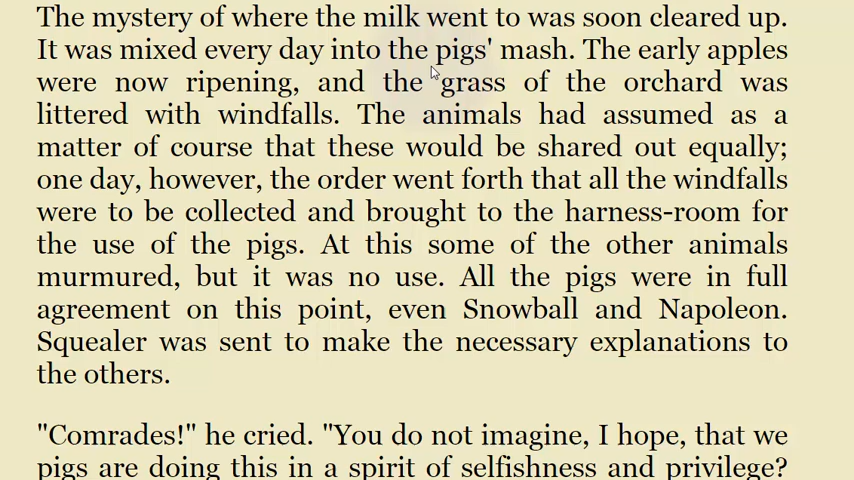 The mystery of where the milk went to was soon cleared up.
It was mixed every day into the pigs' mash. The early apples
were now ripening, and the grass of the orchard was
littered with windfalls. The animals had assumed as a
matter of course that these would be shared out equally;
one day, however, the order went forth that all the windfalls
were to be collected and brought to the harness-room for
the use of the pigs. At this some of the other animals
murmured, but it was no use. All the pigs were in full
agreement on this point, even Snowball and Napoleon.
Squealer was sent to make the necessary explanations to
the others.
"Comrades!" he cried. "You do not imagine, I hope, that we
pigs are doing this in a spirit of selfishness and privilege?